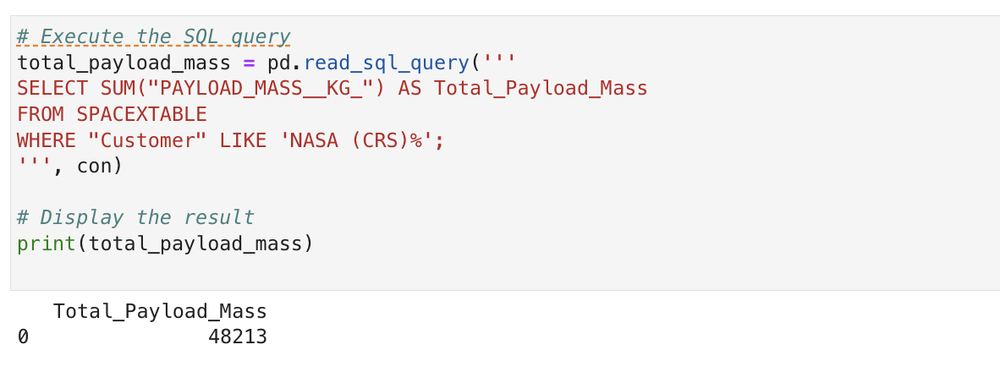 # Execute the SQL query
total_payload_mass = pd.read_sql_query('''
SELECT SUM("PAYLOAD_MASS__KG_") AS Total_Payload_Mass
FROM SPACEXTABLE
WHERE "Customer" LIKE 'NASA (CRS)%';
''', con)
# Display the result
print(total_payload_mass)
Total_Payload_Mass
0 48213